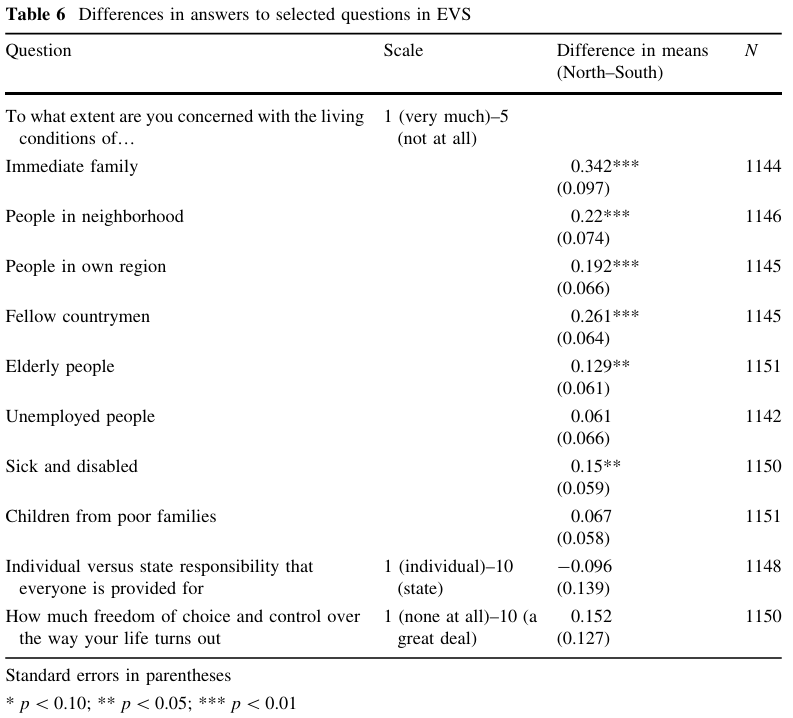 Table 6 Differences in answers to selected questions in EVS
Question Scale Difference in means N
(North–South)
To what extent are you concerned with the living 1 (very much)–5
conditions of… (not at all)
Immediate family 0.342*** 1144
(0.097)
People in neighborhood 0.22*** 1146
(0.074)
People in own region 0.192*** 1145
(0.066)
Fellow countrymen 0.261*** 1145
(0.064)
Elderly people 0.129** 1151
(0.061)
Unemployed people 0.061 1142
(0.066)
Sick and disabled 0.15** 1150
(0.059)
Children from poor families 0.067 1151
(0.058)
Individual versus state responsibility that 1 (individual)–10 −0.096 1148
everyone is provided for (state) (0.139)
How much freedom of choice and control over 1 (none at all)–10 (a 0.152 1150
the way your life turns out great deal) (0.127)
Standard errors in parentheses
* p < 0.10; ** p < 0.05; *** p < 0.01